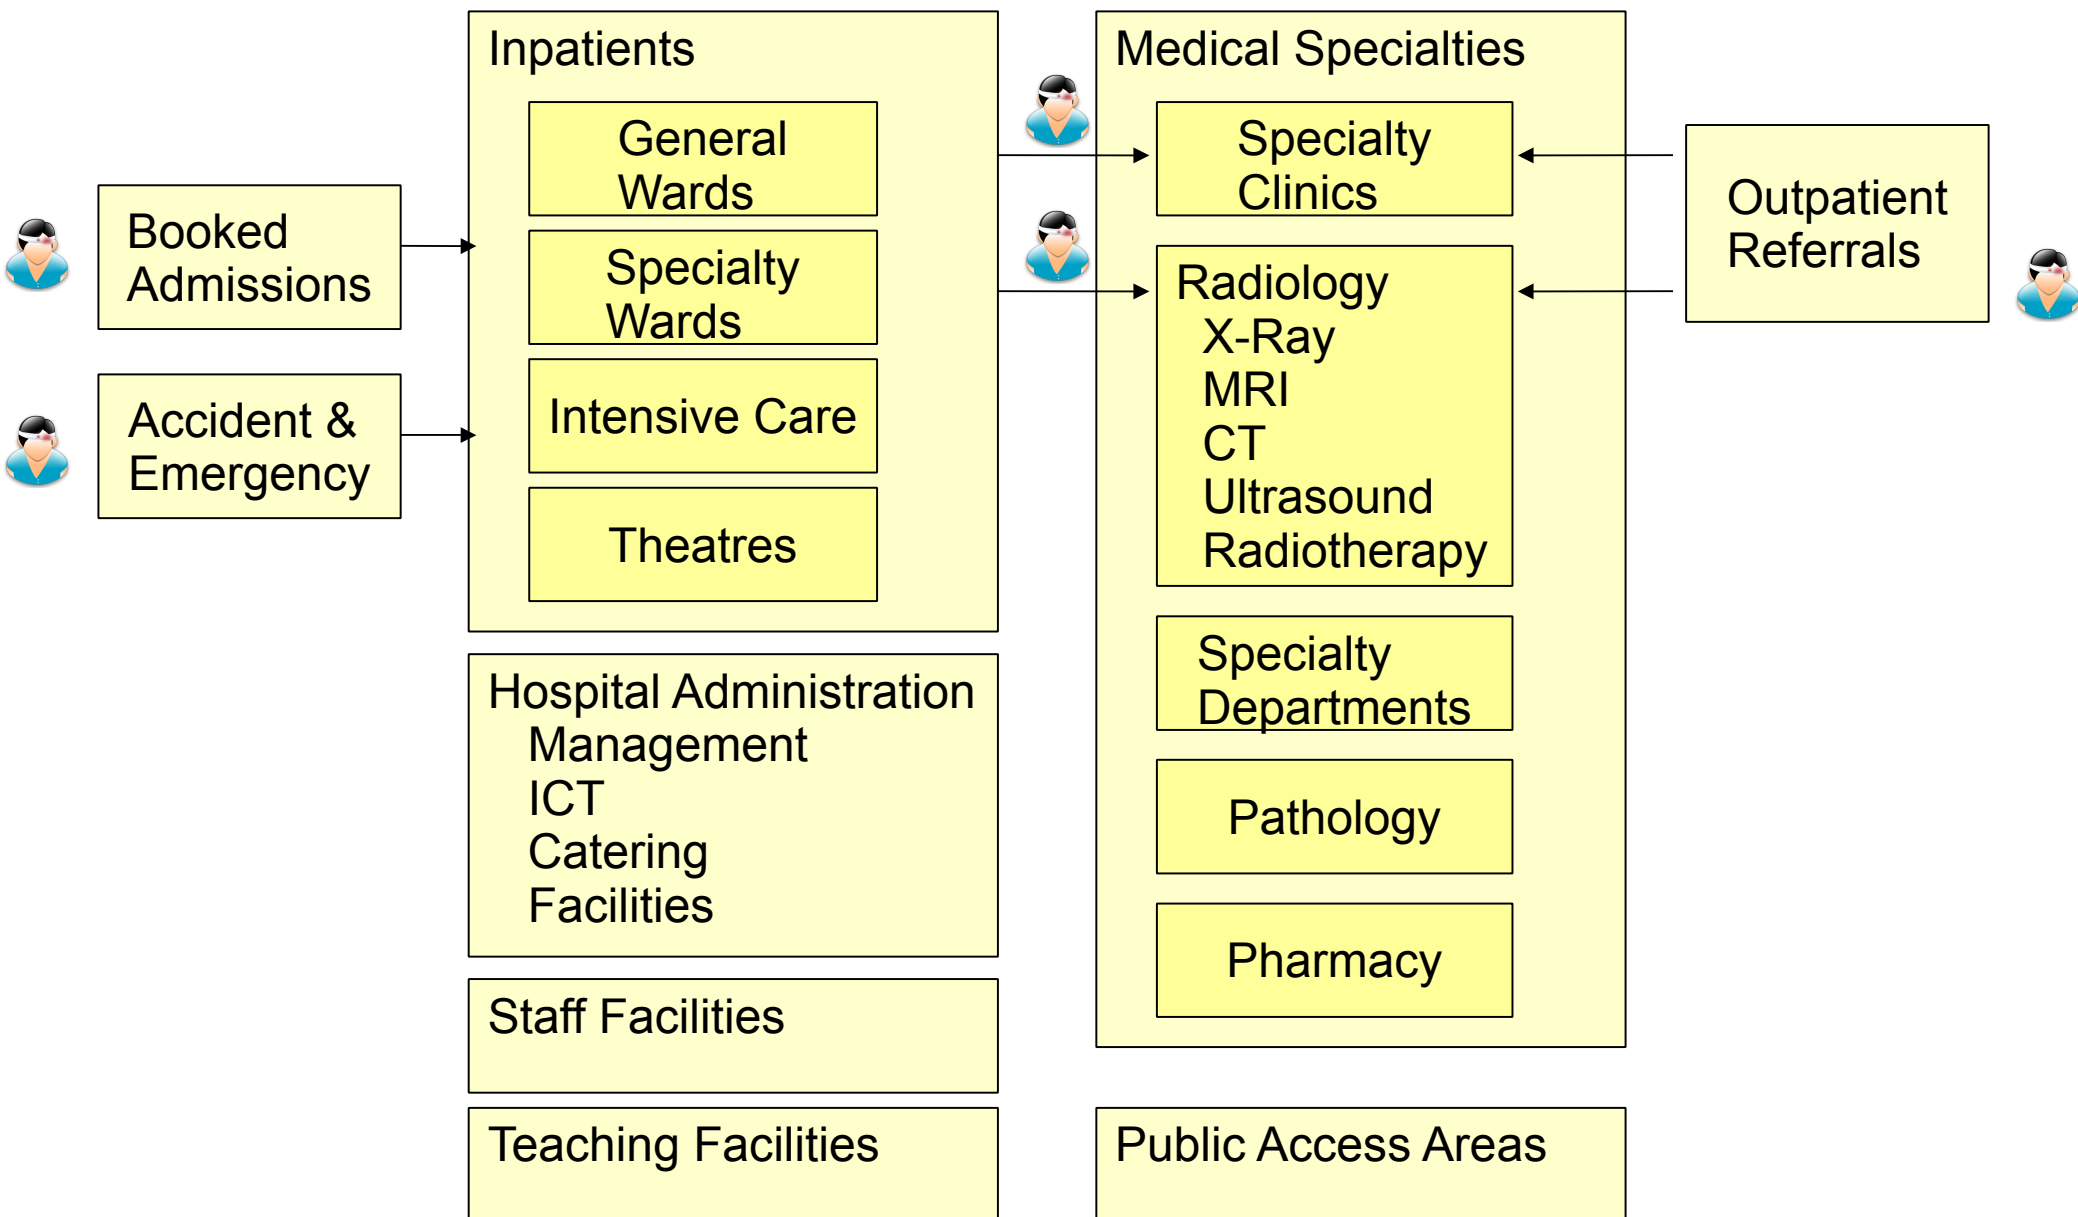 Booked
Admissions
Accident &
Emergency
Inpatients
General
Wards
Specialty
Wards
Intensive Care
Theatres
Hospital Administration
Management
ICT
Catering
Facilities
Staff Facilities
Teaching Facilities
Medical Specialties
Specialty
Clinics
Radiology
X-Ray
MRI
CT
Ultrasound
Radiotherapy
Specialty
Departments
Pathology
Pharmacy
Public Access Areas
Outpatient
Referrals